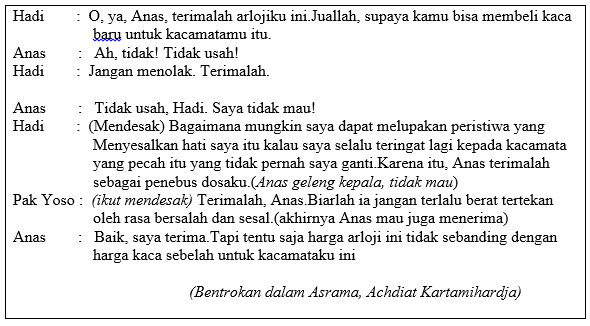 Hadi : O, ya, Anas, terimalah arlojiku ini.Juallah, supaya kamu bisa membeli kaca
baru untuk kacamatamu itu.
Anas : Ah, tidak! Tidak usah!
Hadi : Jangan menolak. Terimalah.
Anas : Tidak usah, Hadi. Saya tidak mau!
Hadi : (Mendesak) Bagaimana mungkin saya dapat melupakan peristiwa yang
Menyesalkan hati saya itu kalau saya selalu teringat lagi kepada kacamata
yang pecah itu yang tidak pernah saya ganti.Karena itu, Anas terimalah
sebagai penebus dosaku.(Anas geleng kepala, tidak mau)
Pak Yoso : (ikut mendesak) Terimalah, Anas.Biarlah ia jangan terlalu berat tertekan
oleh rasa bersalah dan sesal.(akhirnya Anas mau juga menerima)
Anas : Baik, saya terima.Tapi tentu saja harga arloji ini tidak sebanding dengan
harga kaca sebelah untuk kacamataku ini
(Bentrokan dalam Asrama, Achdiat Kartamihardja)